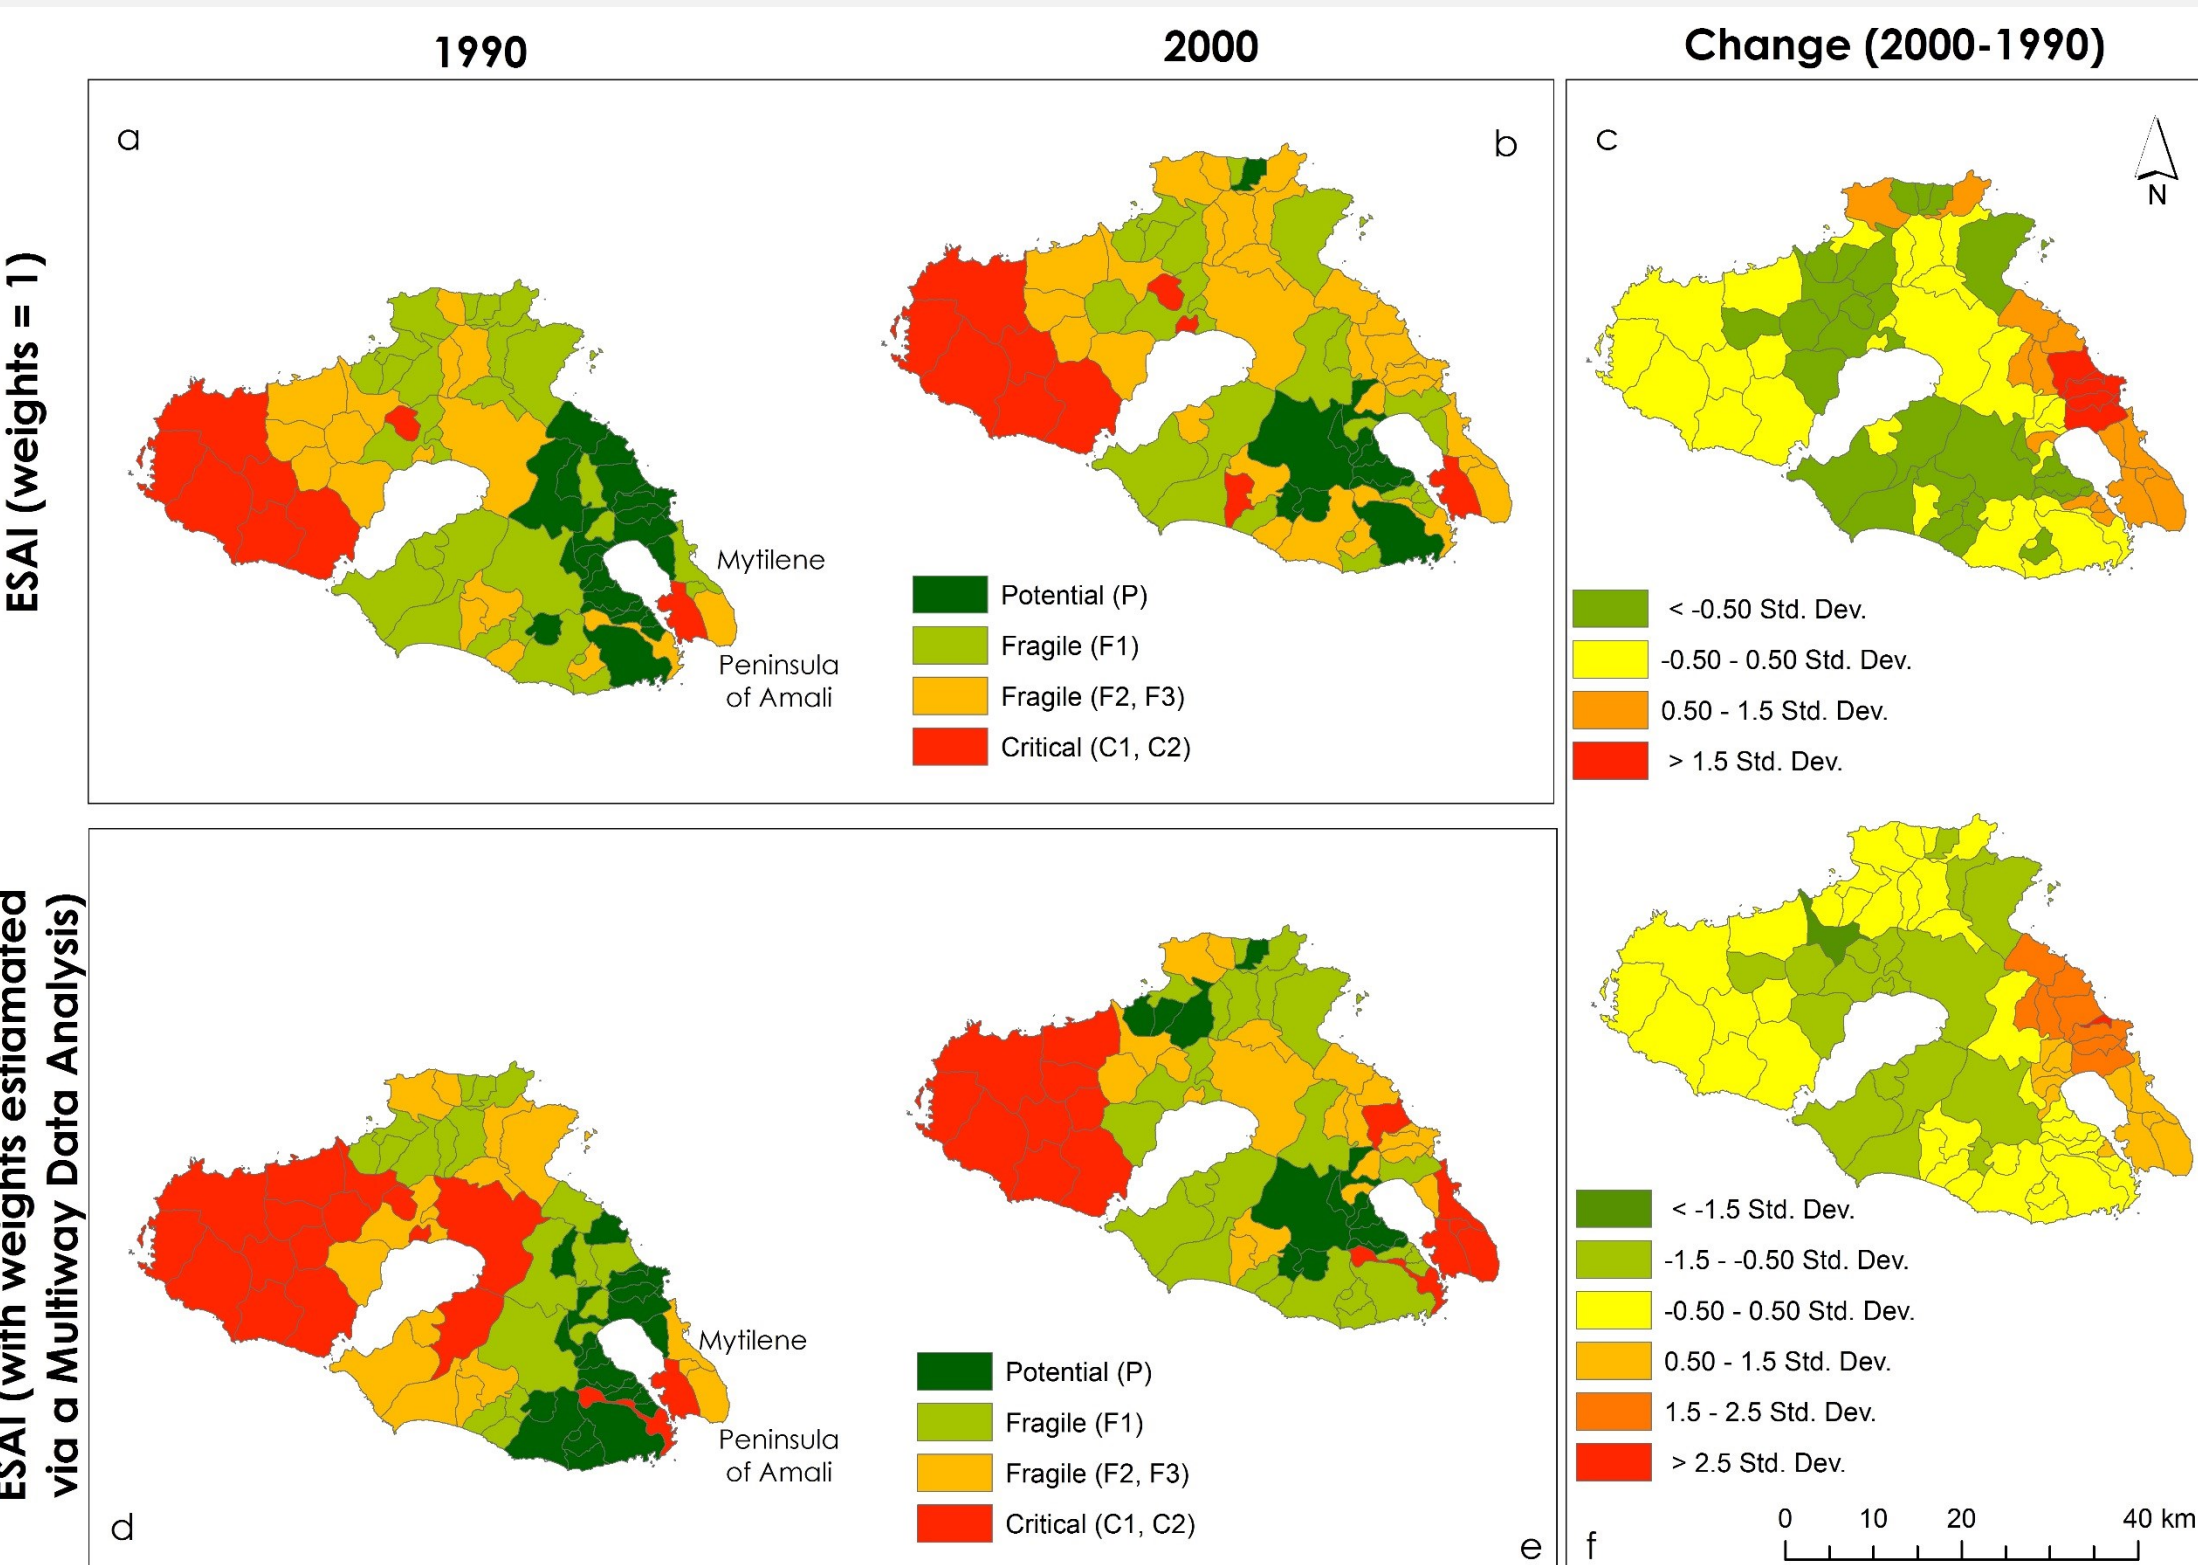 1990
2000
Change (2000-1990)
ESAI (weights = 1)
a
b
c
N
Mytilene
Peninsula
of Amali
Potential (P)
Fragile (F1)
Fragile (F2, F3)
Critical (C1, C2)
< -0.50 Std. Dev.
-0.50 - 0.50 Std. Dev.
0.50 - 1.5 Std. Dev.
> 1.5 Std. Dev.
ESAI (with weights estiamated
via a Multiway Data Analysis)
Mytilene
Peninsula
of Amali
d
Potential (P)
Fragile (F1)
Fragile (F2, F3)
Critical (C1, C2)
e
< -1.5 Std. Dev.
-1.5 - -0.50 Std. Dev.
-0.50 - 0.50 Std. Dev.
0.50 - 1.5 Std. Dev.
1.5 - 2.5 Std. Dev.
> 2.5 Std. Dev.
0 10 20 40 km
f